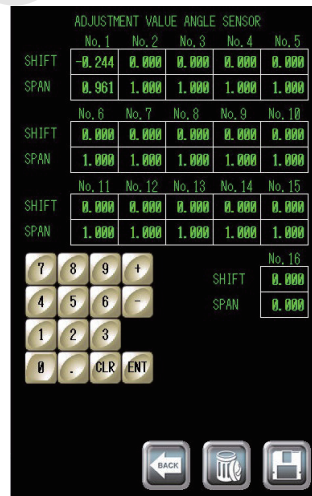 ADJUSTMENT VALUE ANGLE SENSOR
No.1 No.2 No.3 No.4 No.5
SHIFT -0.244 0.000 0.000 0.000 0.000
SPAN 0.961 1.000 1.000 1.000 1.000
No.6 No.7 No.8 No.9 No.10
SHIFT 0.000 0.000 0.000 0.000 0.000
SPAN 1.000 1.000 1.000 1.000 1.000
No.11 No.12 No.13 No.14 No.15
SHIFT 0.000 0.000 0.000 0.000 0.000
SPAN 1.000 1.000 1.000 1.000 1.000
No.16
SHIFT 0.000
SPAN 0.000
7 8 9 +
4 5 6 -
1 2 3
0 . CLR ENT
BACK